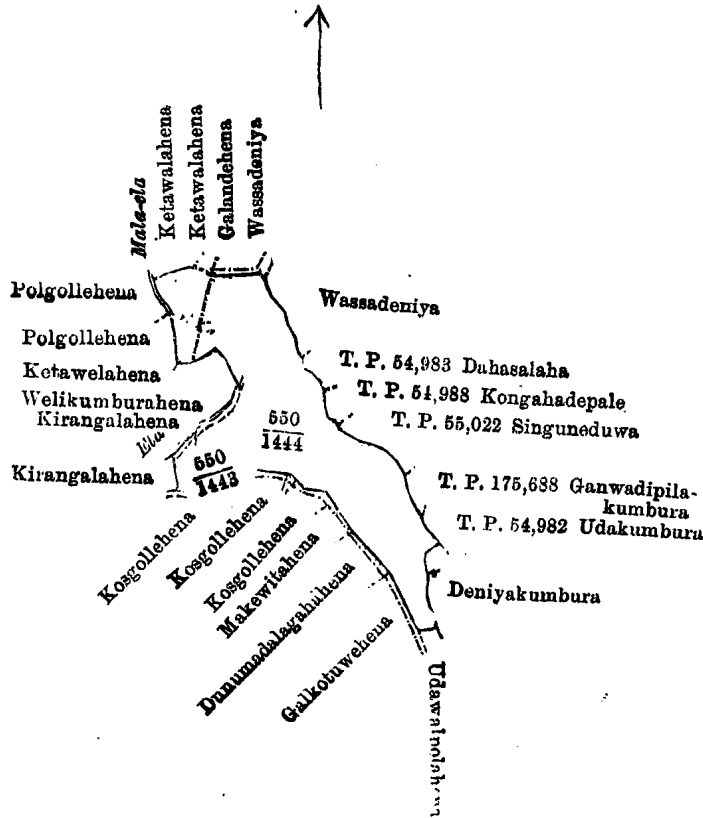 Mala-ela
Ketawalahena
Ketawalahena
Galandehena
Wassadeniya
Polgollehena
Wassadeniya
Polgollehena
T. P. 54,983 Dahasalaha
Ketawelahena
T. P. 54,988 Kongahadepale
Welikumburahena
Kirangalahena
T. P. 55,022 Singuneduwa
Ela
550
1444
550
1443
Kirangalahena
T. P. 175,688 Ganwadipila-
kumbura
T. P. 54,982 Udakumbura
Kosgollehena
Kosgollehena
Kosgollehena
Makewitahena
Dunumadalagahahena
Galkotuwehena
Deniyakumbura